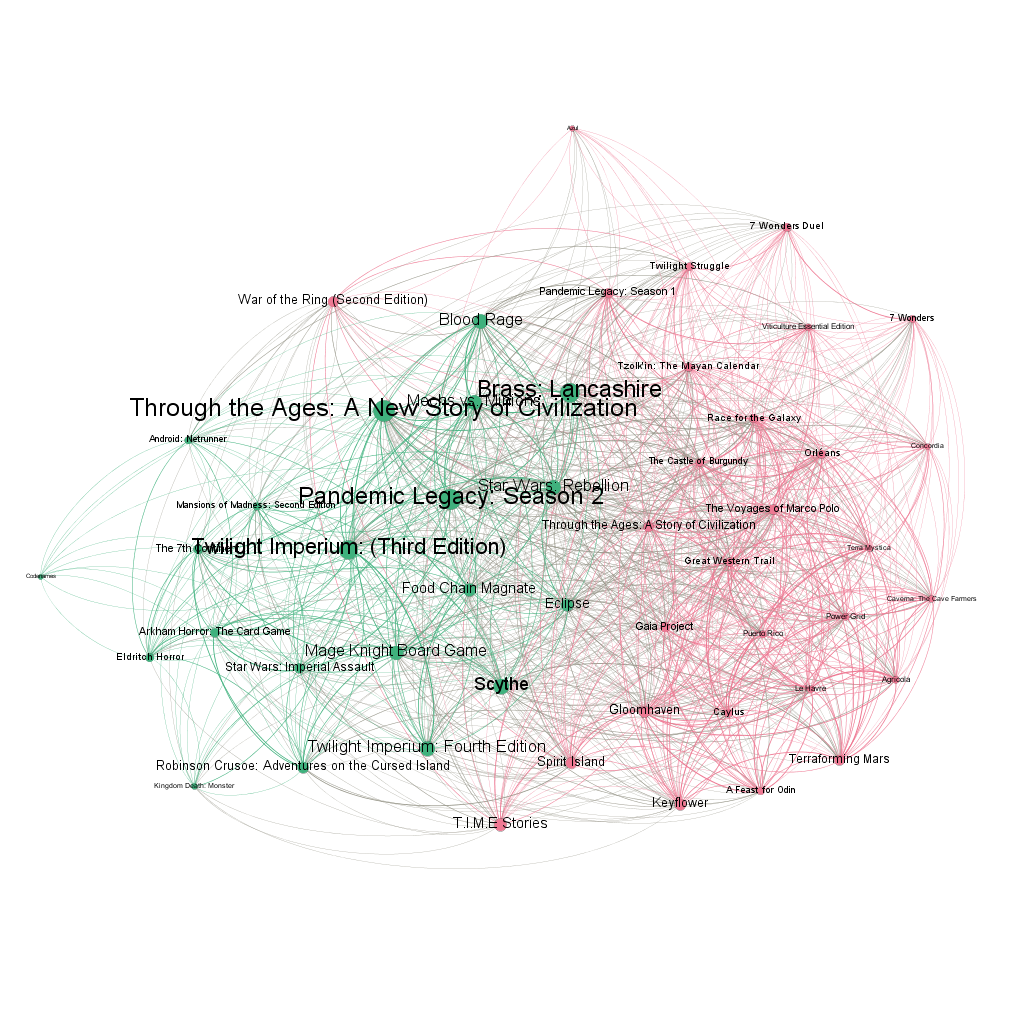 Azul
7 Wonders Duel
Twilight Struggle
Pandemic Legacy: Season 1
War of the Ring (Second Edition)
Blood Rage
7 Wonders
Viticulture Essential Edition
Tzolk'in: The Mayan Calendar
Brass: Lancashire
Mechs vs. Minions
Through the Ages: A New Story of Civilization
Race for the Galaxy
Android: Netrunner
Concordia
Orléans
The Castle of Burgundy
Star Wars: Rebellion
Pandemic Legacy: Season 2
Mansions of Madness: Second Edition
The Voyages of Marco Polo
Through the Ages: A Story of Civilization
The 7th Continent
Twilight Imperium: (Third Edition)
Terra Mystica
Great Western Trail
Codenames
Food Chain Magnate
Eclipse
Caverna: The Cave Farmers
Power Grid
Gaia Project
Puerto Rico
Arkham Horror: The Card Game
Mage Knight Board Game
Eldritch Horror
Star Wars: Imperial Assault
Scythe
Agricola
Le Havre
Gloomhaven
Caylus
Twilight Imperium: Fourth Edition
Spirit Island
Terraforming Mars
Robinson Crusoe: Adventures on the Cursed Island
Kingdom Death: Monster
A Feast for Odin
Keyflower
T.I.M.E Stories